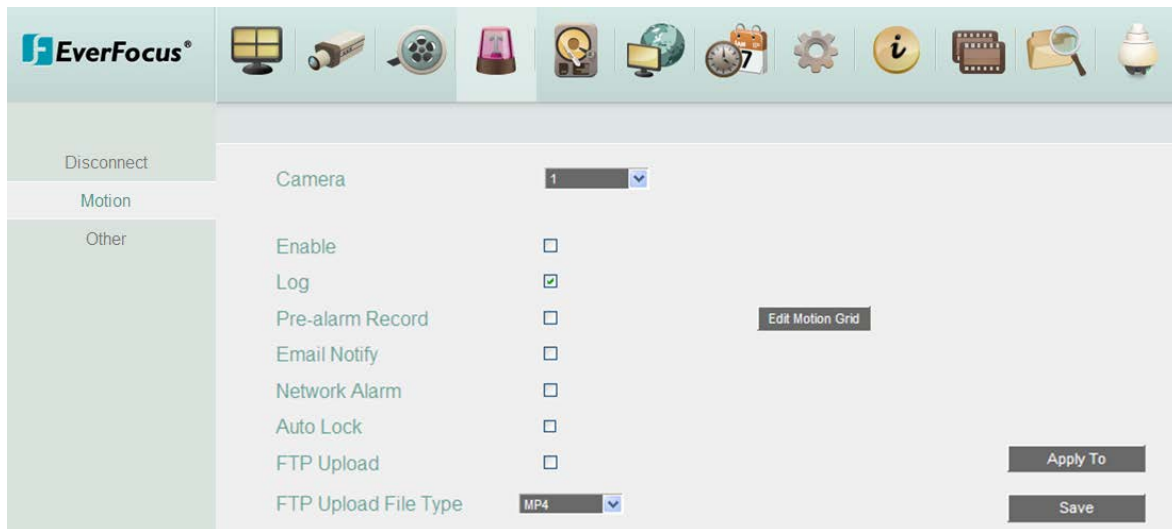 EverFocus®
7
i
Disconnect
Motion
Other
Camera 1
Enable
Log
Pre-alarm Record Edit Motion Grid
Email Notify
Network Alarm
Auto Lock
FTP Upload Apply To
FTP Upload File Type MP4 Save